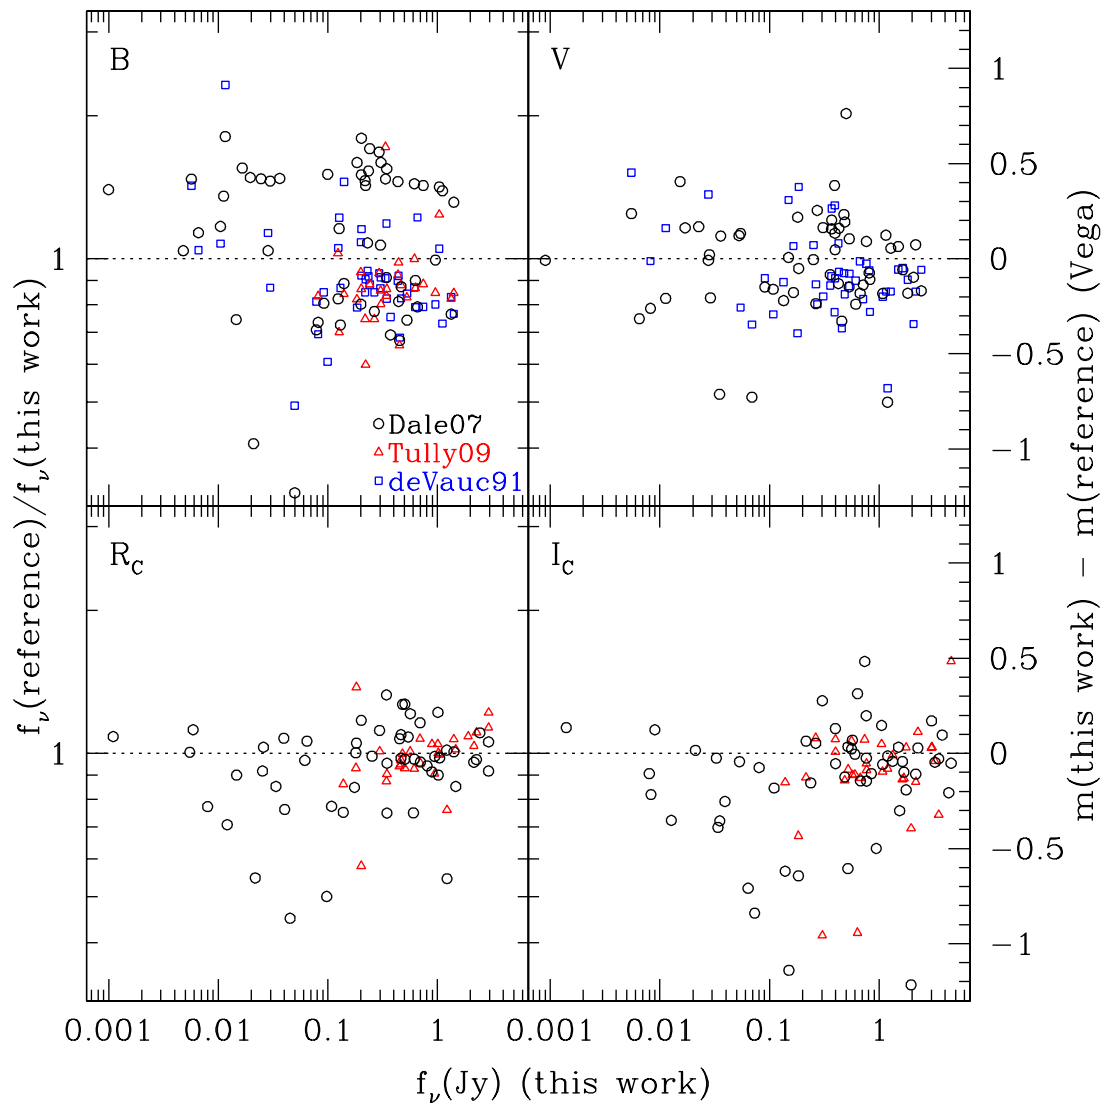 B
V
1
0.5
1
0
-0.5
-1
Dale07
Tully09
deVauc91
R_C
I_C
1
0.5
1
0
-0.5
-1
0.001 0.01 0.1 1 0.001 0.01 0.1 1
f_ν(Jy) (this work)
f_ν(reference)/f_ν(this work)
m(this work) − m(reference) (Vega)